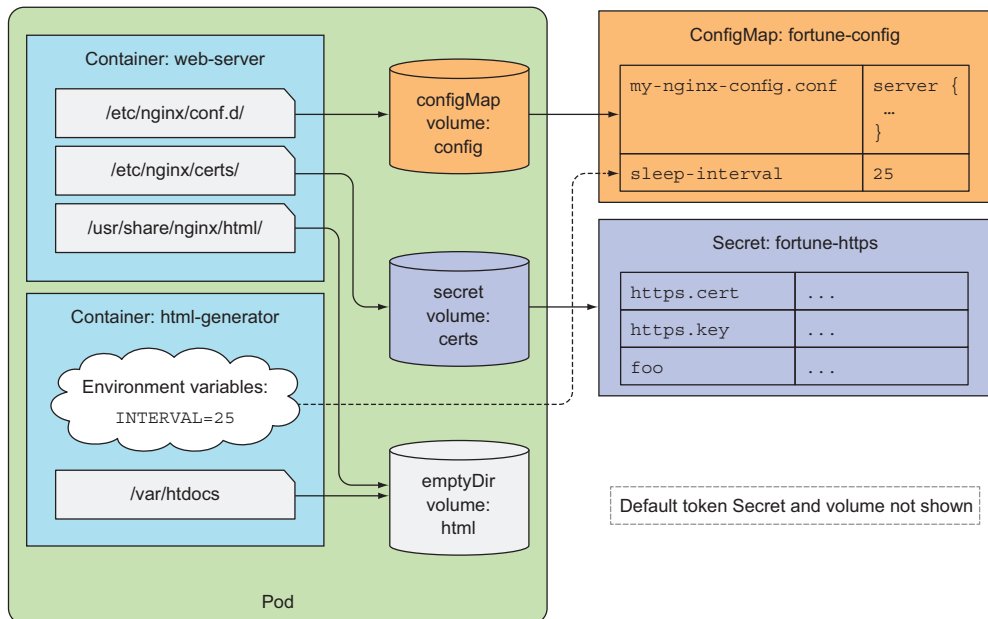 Container: web-server
/etc/nginx/conf.d/
/etc/nginx/certs/
/usr/share/nginx/html/
Container: html-generator
Environment variables:
INTERVAL=25
/var/htdocs
configMap
volume:
config
secret
volume:
certs
emptyDir
volume:
html
Pod
ConfigMap: fortune-config
my-nginx-config.conf server {
…
}
sleep-interval 25
Secret: fortune-https
https.cert ...
https.key ...
foo ...
Default token Secret and volume not shown